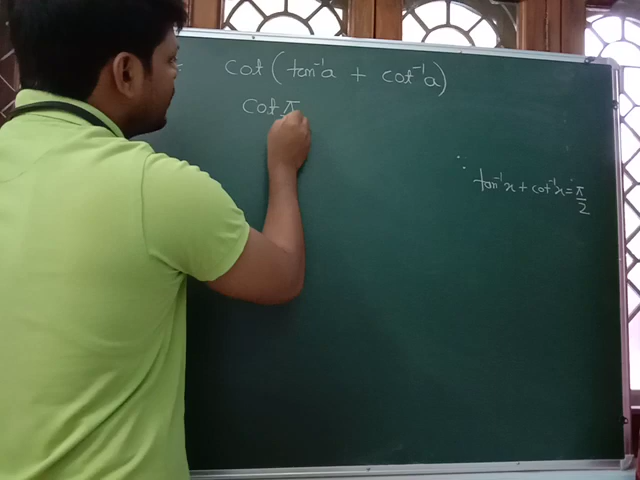 = cot (tan⁻¹a + cot⁻¹a)
cot π
∵ tan⁻¹x + cot⁻¹x = π/2